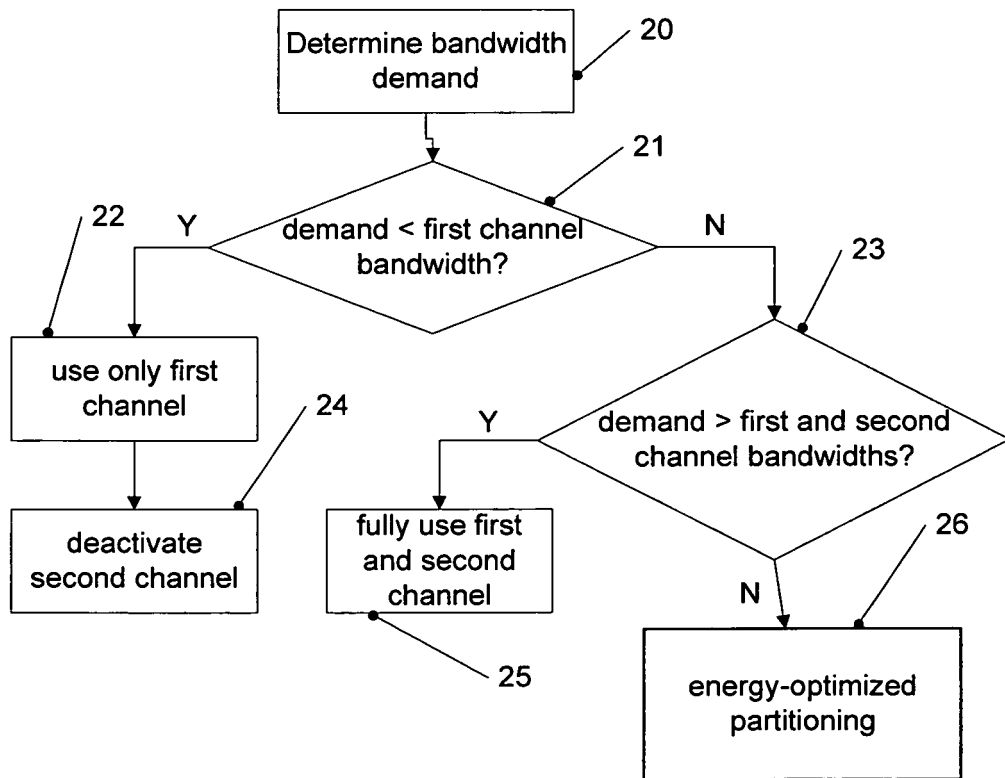 Determine bandwidth
demand
20
21
demand < first channel
bandwidth?
Y
N
22
23
use only first
channel
24
demand > first and second
channel bandwidths?
Y
deactivate
second channel
fully use first
and second
channel
25
26
N
energy-optimized
partitioning